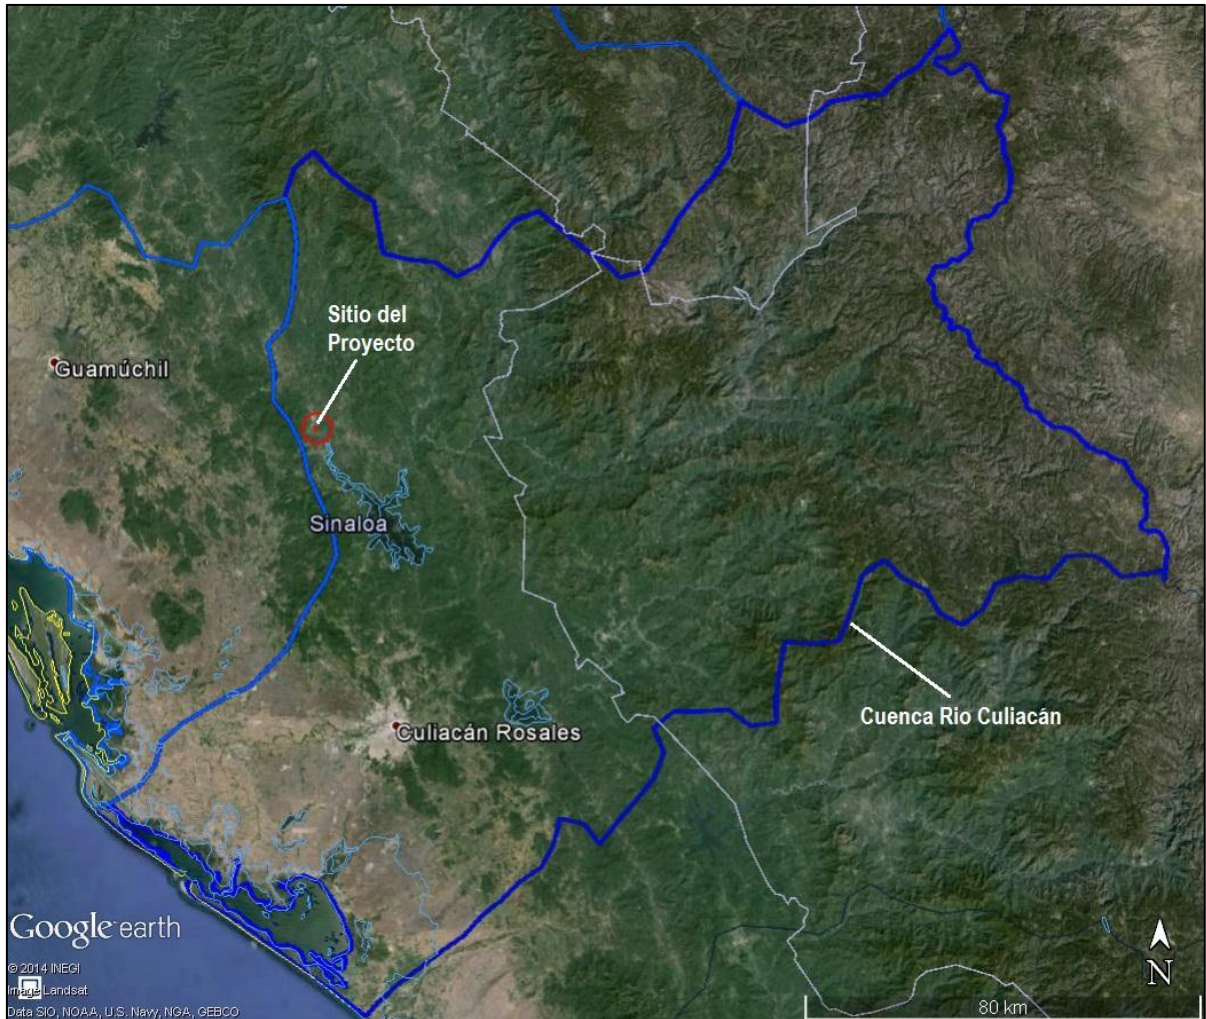 Sitio del
Proyecto
Guamúchil
Sinaloa
Culiacán Rosales
Cuenca Rio Culiacán
Google earth
© 2014 INEGI
Image Landsat
Data SIO, NOAA, U.S. Navy, NGA, GEBCO
N
80 km